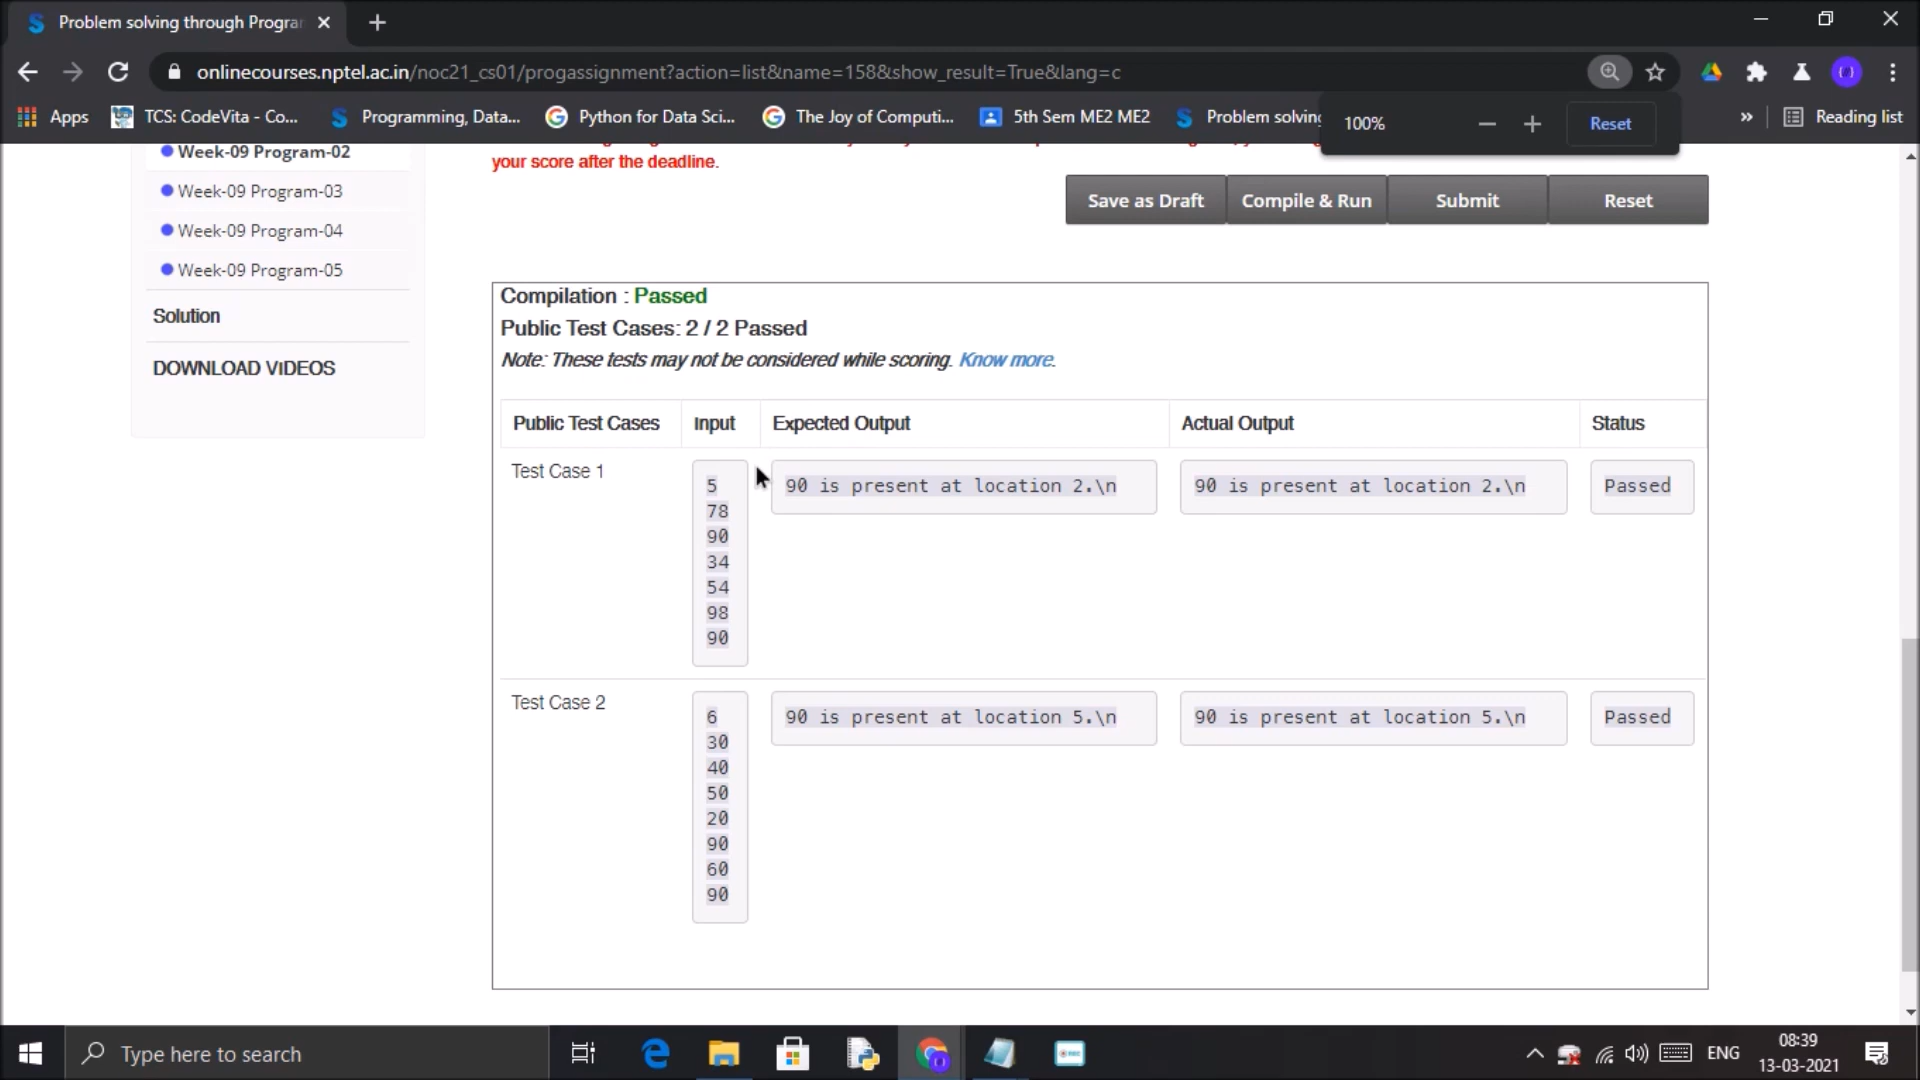 Problem solving through Progra
onlinecourses.nptel.ac.in/noc21_cs01/progassignment?action=list&name=158&show_result=True&lang=c
Apps
TCS: CodeVita - Co...
Programming, Data...
Python for Data Sci...
The Joy of Computi...
5th Sem ME2 ME2
Problem solving
»
Reading list
100%
Reset
Week-09 Program-02
Week-09 Program-03
Week-09 Program-04
Week-09 Program-05
Solution
DOWNLOAD VIDEOS
your score after the deadline.
Save as Draft
Compile & Run
Submit
Reset
Compilation : Passed
Public Test Cases: 2 / 2 Passed
Note: These tests may not be considered while scoring. Know more.
Public Test Cases
Input
Expected Output
Actual Output
Status
Test Case 1
5
78
90
34
54
98
90
90 is present at location 2.\n
90 is present at location 2.\n
Passed
Test Case 2
6
30
40
50
20
90
60
90
90 is present at location 5.\n
90 is present at location 5.\n
Passed
Type here to search
ENG
08:39
13-03-2021